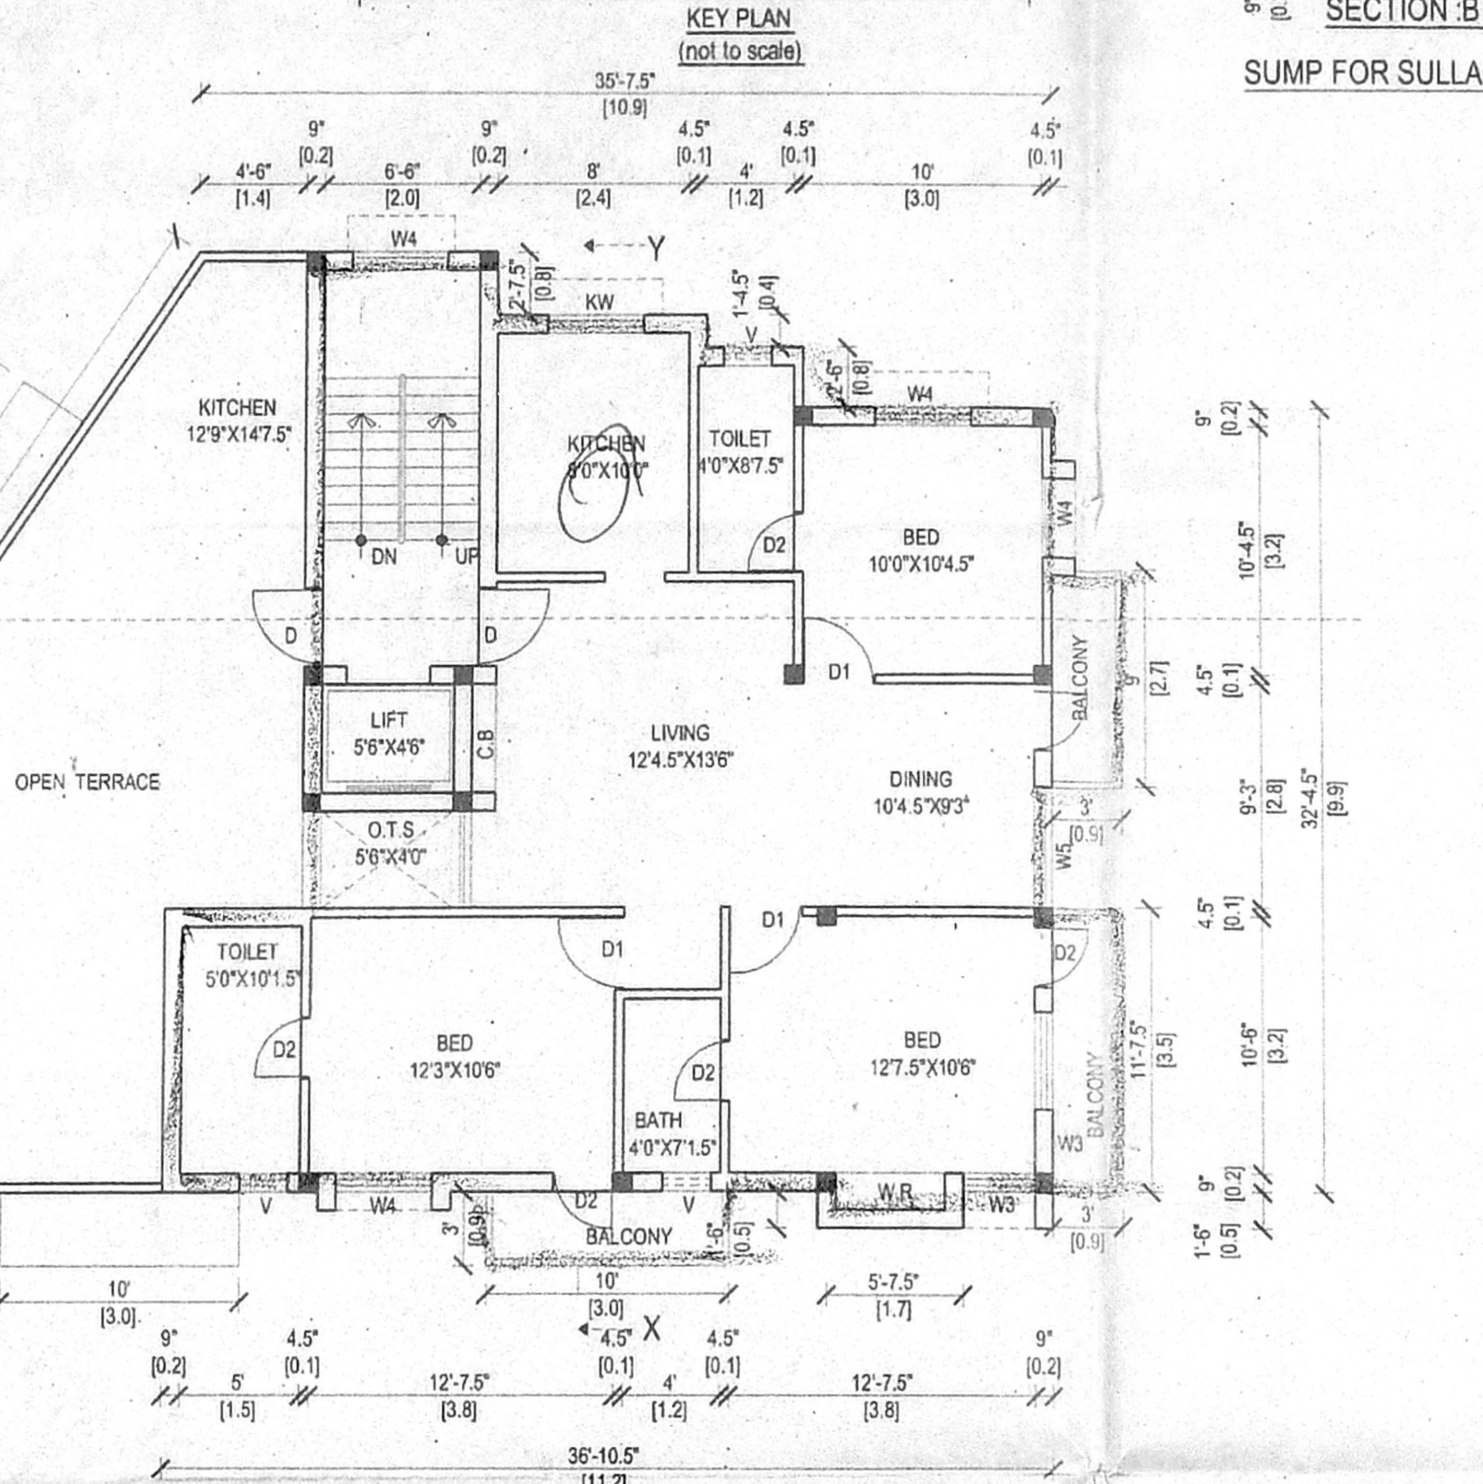 KEY PLAN
(not to scale)
SECTION :B
SUMP FOR SULLA
9"
[0.
35'-7.5"
[10.9]
9"
[0.2]
9"
[0.2]
4.5"
[0.1]
4.5"
[0.1]
4.5"
[0.1]
4'-6"
[1.4]
6'-6"
[2.0]
8'
[2.4]
4'
[1.2]
10'
[3.0]
W4
Y
2'-7.5"
[0.8]
KW
1'-4.5"
[0.4]
V
2'-6"
[0.8]
W4
KITCHEN
12'9"X14'7.5"
KITCHEN
8'0"X10'0"
TOILET
4'0"X8'7.5"
9"
[0.2]
W4
D2
BED
10'0"X10'4.5"
10'-4.5"
[3.2]
DN
UP
D
D
D1
BALCONY
9'
[2.7]
4.5"
[0.1]
LIFT
5'6"X4'6"
C.B
LIVING
12'4.5"X13'6"
OPEN TERRACE
DINING
10'4.5"X9'3"
9'-3"
[2.8]
32'-4.5"
[9.9]
3'
[0.9]
W5
O.T.S
5'6"X4'0"
4.5"
[0.1]
D1
D1
D2
TOILET
5'0"X10'1.5"
D2
BED
12'3"X10'6"
D2
BED
12'7.5"X10'6"
11'-7.5"
[3.5]
10'-6"
[3.2]
BALCONY
W3
BATH
4'0"X7'1.5"
V
W4
D2
V
W.R.
W3
9"
[0.2]
3'
[0.9]
BALCONY
1'-6"
[0.5]
3'
[0.9]
1'-6"
[0.5]
10'
[3.0]
10'
[3.0]
5'-7.5"
[1.7]
X
9"
[0.2]
4.5"
[0.1]
4.5"
[0.1]
4.5"
[0.1]
9"
[0.2]
5'
[1.5]
12'-7.5"
[3.8]
4'
[1.2]
12'-7.5"
[3.8]
36'-10.5"
[11.2]